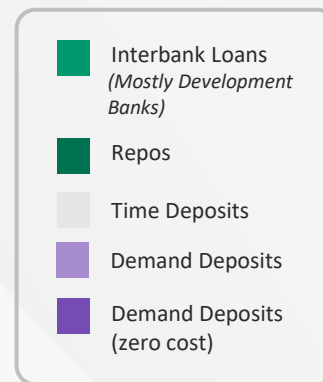 Interbank Loans
(Mostly Development
Banks)
Repos
Time Deposits
Demand Deposits
Demand Deposits
(zero cost)